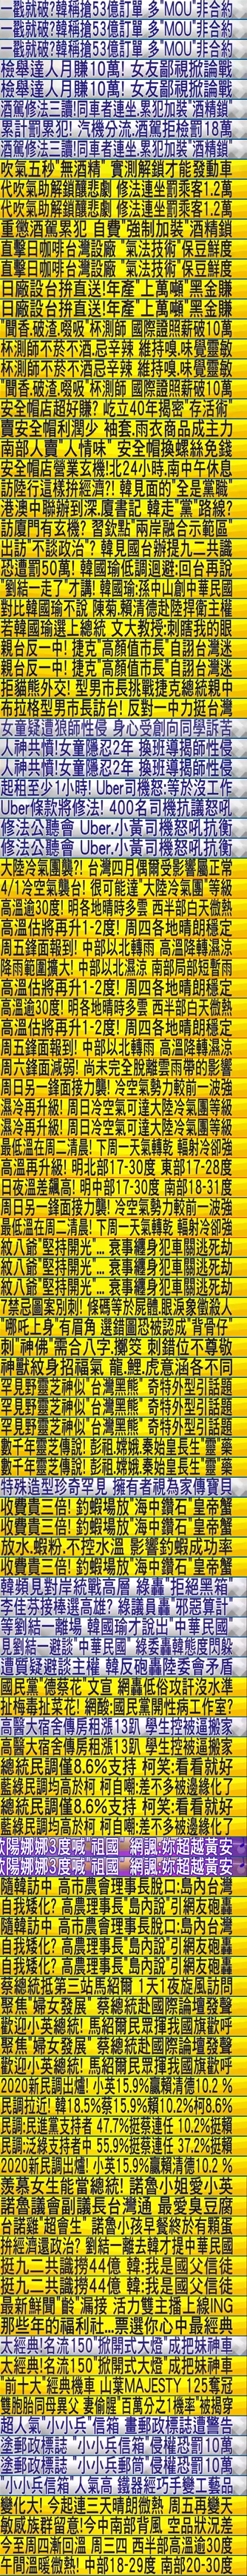 一戳就破?韓稱搶53億訂單 多"MOU"非合約
一戳就破?韓稱搶53億訂單 多"MOU"非合約
一戳就破?韓稱搶53億訂單 多"MOU"非合約
檢舉達人月賺10萬! 女友鄙視掀論戰
檢舉達人月賺10萬! 女友鄙視掀論戰
酒駕修法三讀!同車者連坐.累犯加裝"酒精鎖"
累計罰累犯! 汽機分流.酒駕拒檢罰18萬
酒駕修法三讀!同車者連坐.累犯加裝"酒精鎖"
吹氣五秒"無酒精" 實測解鎖才能發動車
代吹氣助解鎖釀悲劇 修法連坐罰乘客1.2萬
代吹氣助解鎖釀悲劇 修法連坐罰乘客1.2萬
重懲酒駕累犯 自費"強制加裝"酒精鎖
直擊日咖啡台灣設廠 "氣法技術"保豆鮮度
直擊日咖啡台灣設廠 "氣法技術"保豆鮮度
日廠設台拚直送!年產"上萬噸"黑金賺
日廠設台拚直送!年產"上萬噸"黑金賺
"聞香.破渣.啜吸"杯測師 國際證照薪破10萬
杯測師不菸不酒.忌辛辣 維持嗅.味覺靈敏
杯測師不菸不酒.忌辛辣 維持嗅.味覺靈敏
"聞香.破渣.啜吸"杯測師 國際證照薪破10萬
安全帽店超好賺? 屹立40年揭密"存活術"
賣安全帽利潤少 袖套.雨衣商品成主力
南部人賣"人情味" 安全帽換螺絲免錢
安全帽店營業玄機!北24小時.南中午休息
訪陸行這樣拚經濟?! 韓見面的"全是黨職"
港澳中聯辦到深.廈書記 韓走"黨"路線?
訪廈門有玄機? 習欽點"兩岸融合示範區"
出訪"不談政治"? 韓見國台辦提九二共識
恐遭罰50萬! 韓國瑜低調迴避:回台再說
"劉結一走了"才講! 韓國瑜:孫中山創中華民國
對比韓國瑜不說 陳菊.賴清德赴陸捍衛主權
若韓國瑜選上總統 文大教授:刺瞎我的眼
親台反一中! 捷克"高顏值市長"自詡台灣迷
親台反一中! 捷克"高顏值市長"自詡台灣迷
拒貓熊外交! 型男市長挑戰捷克總統親中
布拉格型男市長訪台! 反對一中力挺台灣
女童疑遭狼師性侵 身心受創向同學訴苦
人神共憤!女童隱忍2年 換班導揭師性侵
人神共憤!女童隱忍2年 換班導揭師性侵
起租至少1小時! Uber司機怒:等於沒工作
Uber條款將修法! 400名司機抗議怒吼
修法公聽會 Uber.小黃司機怒吼抗衡
修法公聽會 Uber.小黃司機怒吼抗衡
大陸冷氣團襲?! 台灣四月偶爾受影響屬正常
4/1冷空氣襲台! 很可能達"大陸冷氣團"等級
高溫逾30度! 明各地晴時多雲 西半部白天微熱
高溫估將再升1-2度! 周四各地晴朗穩定
周五鋒面報到! 中部以北轉雨 高溫降轉濕涼
降雨範圍擴大! 中部以北濕涼 南部局部短暫雨
高溫估將再升1-2度! 周四各地晴朗穩定
高溫逾30度! 明各地晴時多雲 西半部白天微熱
高溫估將再升1-2度! 周四各地晴朗穩定
周五鋒面報到! 中部以北轉雨 高溫降轉濕涼
周六鋒面減弱! 尚未完全脫離雲雨帶的影響
周日另一鋒面接力襲! 冷空氣勢力較前一波強
濕冷再升級! 周日冷空氣可達大陸冷氣團等級
濕冷再升級! 周日冷空氣可達大陸冷氣團等級
最低溫在周二清晨! 下周一天氣轉乾 輻射冷卻強
高溫再升級! 明北部17-30度 東部17-28度
日夜溫差飆高! 明中部17-30度 南部18-31度
周日另一鋒面接力襲! 冷空氣勢力較前一波強
最低溫在周二清晨! 下周一天氣轉乾 輻射冷卻強
紋八爺"堅持開光"... 衰事纏身犯車關逃死劫
紋八爺"堅持開光"... 衰事纏身犯車關逃死劫
紋八爺"堅持開光"... 衰事纏身犯車關逃死劫
7禁忌圖案別刺! 條碼等於屍體.眼淚象徵殺人
"哪吒上身"有眉角 選錯圖恐被認成"背骨仔"
刺"神佛"需合八字.擲筊 刺錯位不尊敬
神獸紋身招福氣 龍.鯉.虎意涵各不同
罕見野靈芝神似"台灣黑熊" 奇特外型引話題
罕見野靈芝神似"台灣黑熊" 奇特外型引話題
罕見野靈芝神似"台灣黑熊" 奇特外型引話題
數千年靈芝傳說! 彭祖.嫦娥.秦始皇長生"靈"藥
數千年靈芝傳說! 彭祖.嫦娥.秦始皇長生"靈"藥
特殊造型珍奇罕見 擁有者視為家傳寶貝
收費貴三倍! 釣蝦場放"海中鑽石"皇帝蟹
收費貴三倍! 釣蝦場放"海中鑽石"皇帝蟹
放水.蝦粉.不控水溫 影響釣蝦成功率
收費貴三倍! 釣蝦場放"海中鑽石"皇帝蟹
韓頻見對岸統戰高層 綠轟"拒絕黑箱"
李佳芬接棒選高雄? 綠議員轟"邪惡算計"
等劉結一離場 韓國瑜才說出"中華民國"
見劉結一避談"中華民國" 綠委轟韓態度閃躲
遭質疑避談主權 韓反砲轟陸委會矛盾
國民黨"德蔡花"文宣 網轟低俗攻訐沒水準
扯梅毒扯菜花! 網酸:國民黨開性病工作室?
高醫大宿舍傳房租漲13趴 學生控被逼搬家
高醫大宿舍傳房租漲13趴 學生控被逼搬家
總統民調僅8.6%支持 柯笑:看看就好
藍綠民調均高於柯 柯自嘲:差不多被邊緣化了
總統民調僅8.6%支持 柯笑:看看就好
藍綠民調均高於柯 柯自嘲:差不多被邊緣化了
歐陽娜娜3度喊"祖國" 網諷:妳超越黃安
歐陽娜娜3度喊"祖國" 網諷:妳超越黃安
隨韓訪中 高市農會理事長脫口:島內台灣
自我矮化? 高農理事長"島內說"引網友砲轟
隨韓訪中 高市農會理事長脫口:島內台灣
自我矮化? 高農理事長"島內說"引網友砲轟
自我矮化? 高農理事長"島內說"引網友砲轟
蔡總統抵第三站馬紹爾 1天1夜旋風訪問
聚焦"婦女發展" 蔡總統赴國際論壇發聲
歡迎小英總統! 馬紹爾民眾揮我國旗歡呼
聚焦"婦女發展" 蔡總統赴國際論壇發聲
歡迎小英總統! 馬紹爾民眾揮我國旗歡呼
2020新民調出爐! 小英15.9%贏賴清德10.2 %
民調拉近! 韓18.5%蔡15.9%賴10.2%柯8.6%
民調:民進黨支持者 47.7%挺蔡連任 10.2%挺賴
民調:泛綠支持者中 55.9%挺蔡連任 37.2%挺賴
2020新民調出爐! 小英15.9%贏賴清德10.2 %
羨慕女生能當總統! 諾魯小姐愛小英
諾魯議會副議長台灣通 最愛臭豆腐
台諾雞"超會生" 諾魯小孩早餐終於有顆蛋
拚經濟還政治? 劉結一離去韓才提中華民國
挺九二共識撈44億 韓:我是國父信徒
挺九二共識撈44億 韓:我是國父信徒
最新鮮聞"齡"漏接 活力雙主播上線ING
那些年的福利社...票選你心中最經典
太經典!名流150"掀開式大燈"成把妹神車
太經典!名流150"掀開式大燈"成把妹神車
"前十大"經典機車 山葉MAJESTY 125奪冠
雙胞胎同母異父 妻偷腥"百萬分之1機率"被揭穿
超人氣"小小兵"信箱 畫郵政標誌遭警告
塗郵政標誌 "小小兵信箱"侵權恐罰10萬
塗郵政標誌 "小小兵郵筒"侵權恐罰10萬
"小小兵信箱"人氣高 鐵器經巧手變工藝品
變化大! 今起連三天晴朗微熱 周五再變天
敏感族群留意!今中南部背風 空品狀況差
今至周四漸回溫 周三四 西半部高溫逾30度
午間溫暖微熱! 中部18-29度 南部20-30度